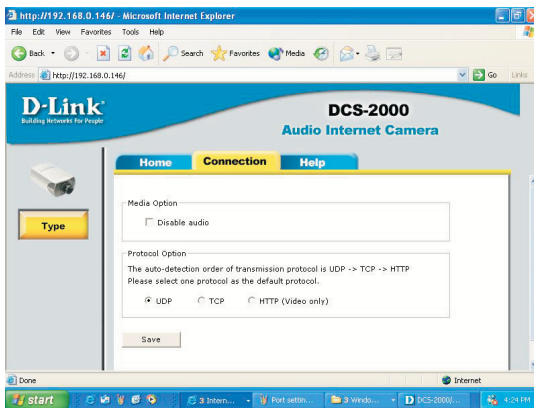 http://192.168.0.146/ - Microsoft Internet Explorer
File Edit View Favorites Tools Help
Back Search Favorites Media
Address http://192.168.0.146/ Go Links
D-Link
Building Networks for People
DCS-2000
Audio Internet Camera
Home Connection Help
Type
Media Option
Disable audio
Protocol Option
The auto-detection order of transmission protocol is UDP -> TCP -> HTTP
Please select one protocol as the default protocol.
UDP TCP HTTP (Video only)
Save
Done Internet
start 3 Intern... Port settin... 3 Windo... DCS-2000/... 4:24 PM